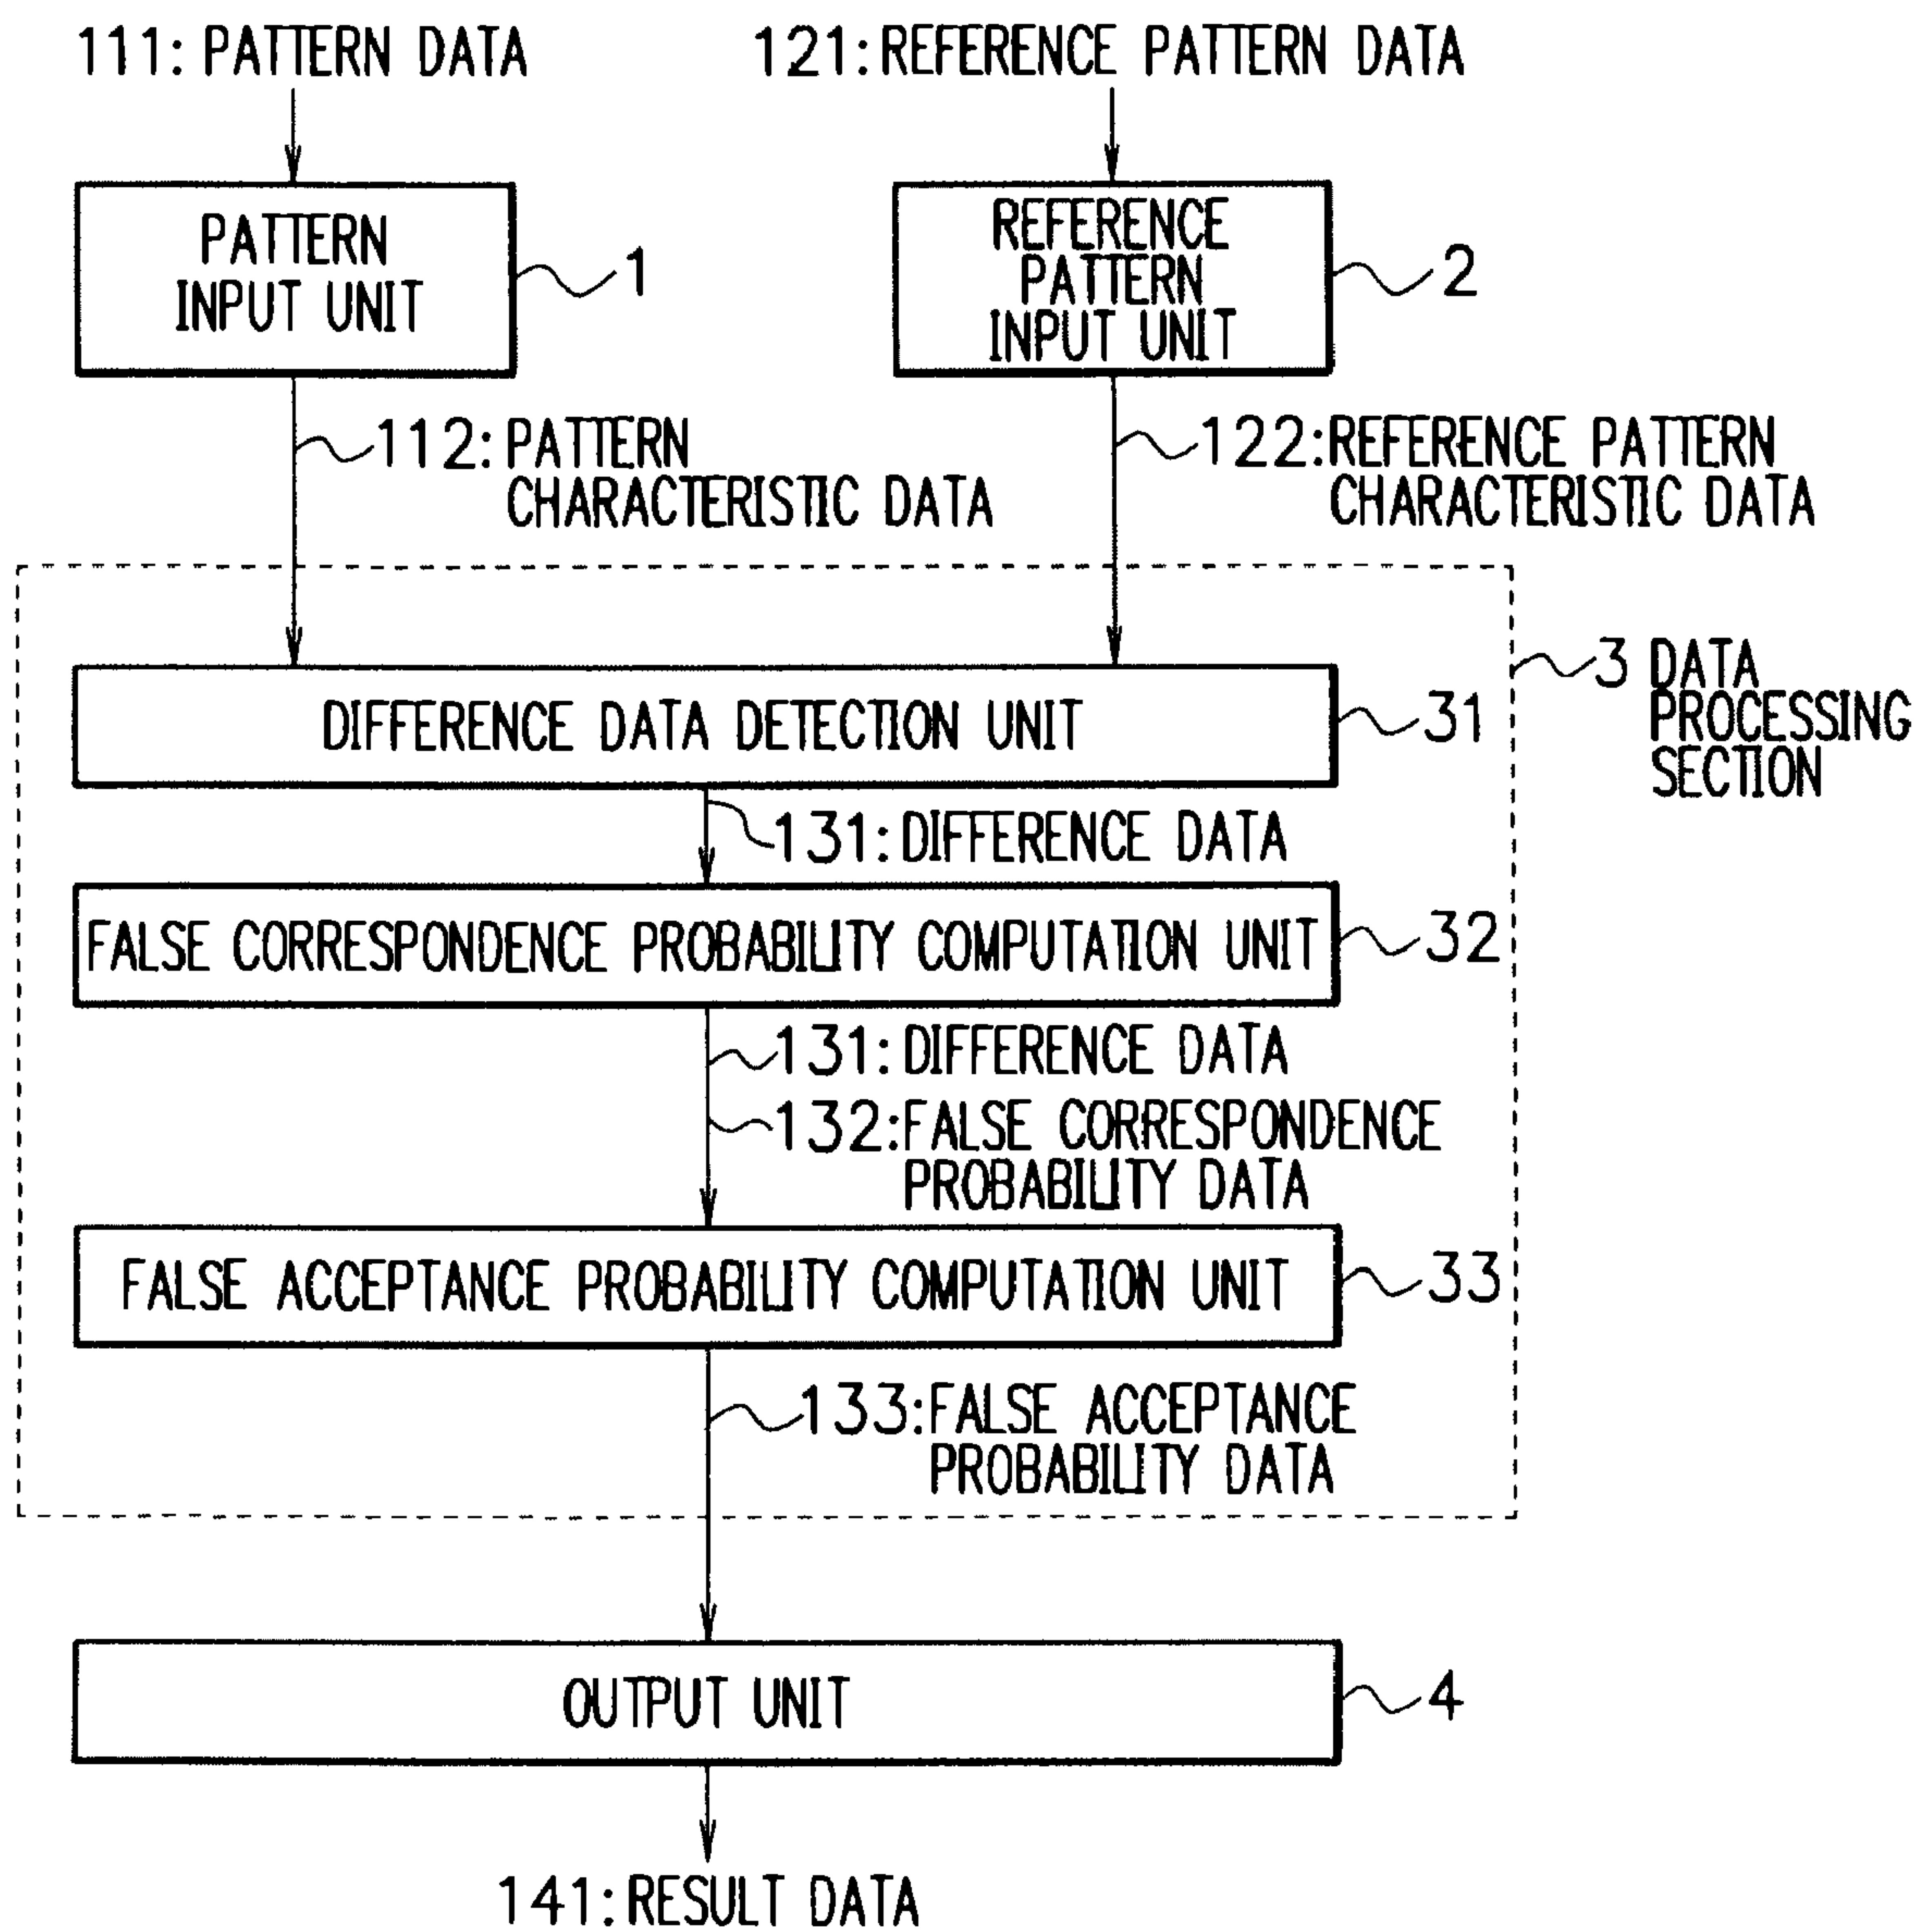 111: PATTERN DATA
121: REFERENCE PATTERN DATA
PATTERN
INPUT UNIT
1
REFERENCE
PATTERN
INPUT UNIT
2
112: PATTERN
CHARACTERISTIC DATA
122: REFERENCE PATTERN
CHARACTERISTIC DATA
3 DATA
PROCESSING
SECTION
DIFFERENCE DATA DETECTION UNIT
31
131: DIFFERENCE DATA
FALSE CORRESPONDENCE PROBABILITY COMPUTATION UNIT
32
131: DIFFERENCE DATA
132: FALSE CORRESPONDENCE
PROBABILITY DATA
FALSE ACCEPTANCE PROBABILITY COMPUTATION UNIT
33
133: FALSE ACCEPTANCE
PROBABILITY DATA
OUTPUT UNIT
4
141: RESULT DATA